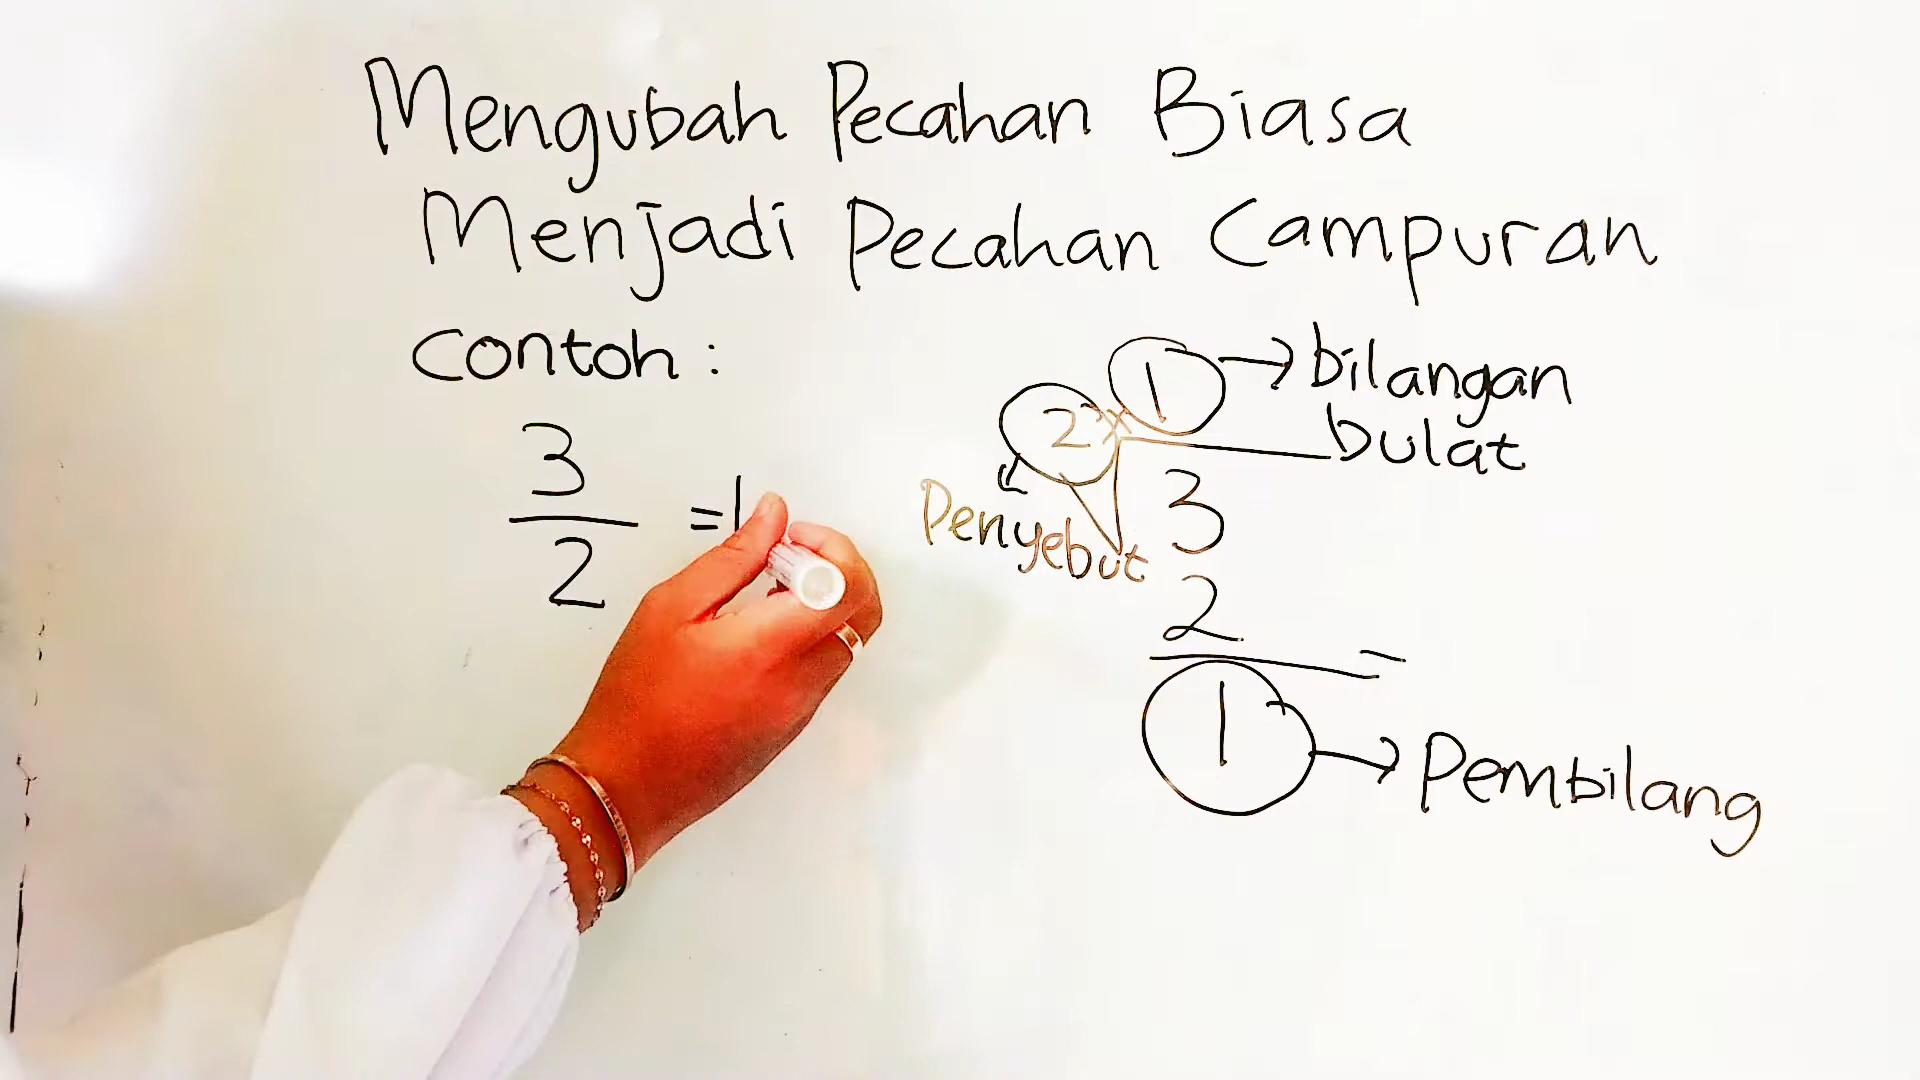 Mengubah Pecahan Biasa
Menjadi Pecahan Campuran
Contoh:
3
2
=1
1 → bilangan
bulat
2
3
Penyebut
2
1 → Pembilang